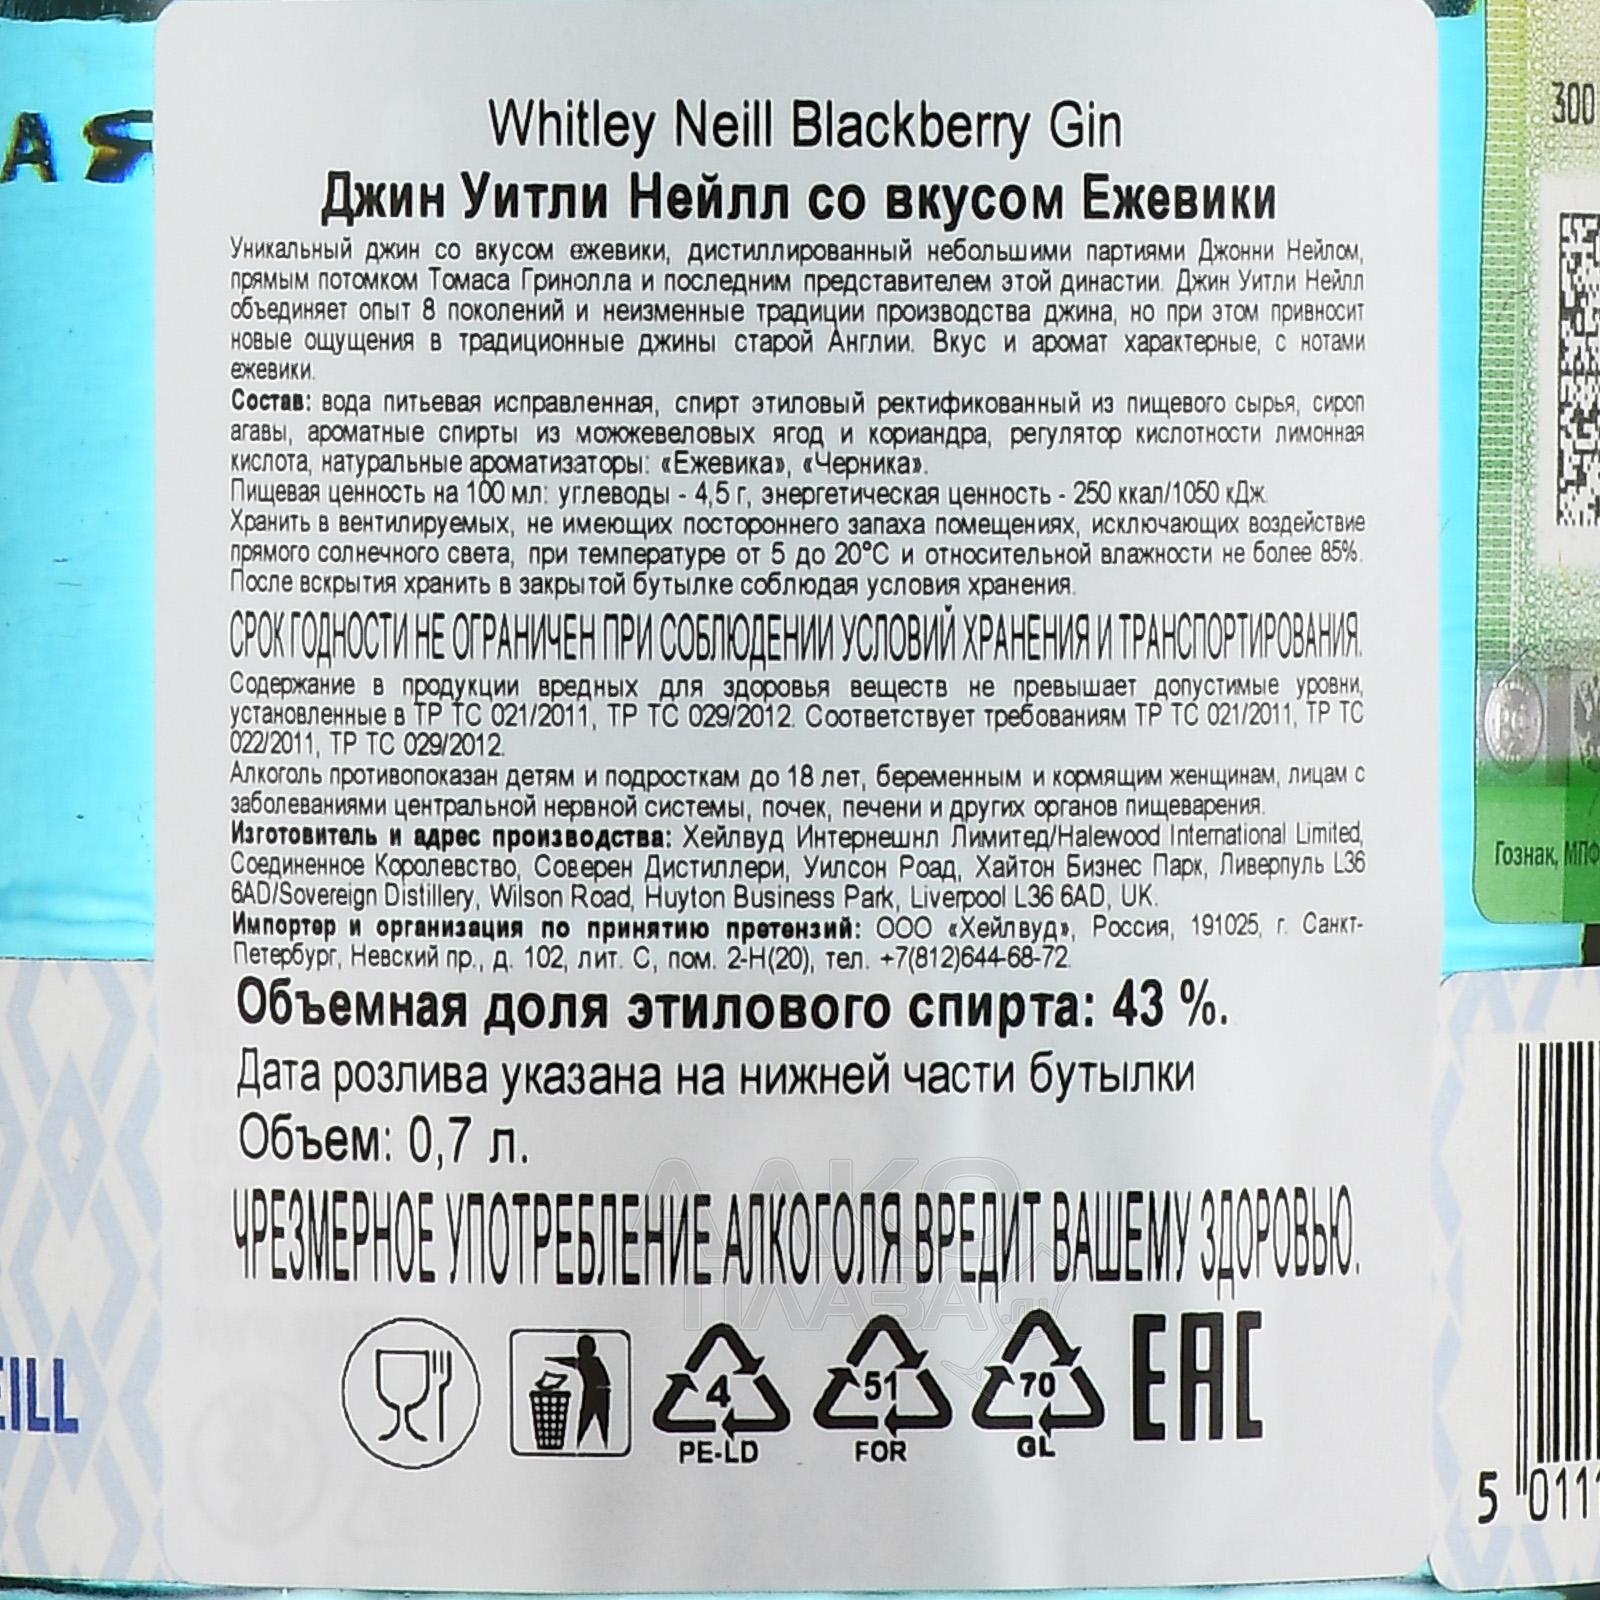 Whitley Neill Blackberry Gin
Джин Уитли Нейлл со вкусом Ежевики
Уникальный джин со вкусом ежевики, дистиллированный небольшими партиями Джонни Нейлом,
прямым потомком Томаса Гринолла и последним представителем этой династии. Джин Уитли Нейлл
объединяет опыт 8 поколений и неизменные традиции производства джина, но при этом привносит
новые ощущения в традиционные джины старой Англии. Вкус и аромат характерные, с нотами
ежевики.
Состав: вода питьевая исправленная, спирт этиловый ректификованный из пищевого сырья, сироп
агавы, ароматные спирты из можжевеловых ягод и кориандра, регулятор кислотности лимонная
кислота, натуральные ароматизаторы: «Ежевика», «Черника».
Пищевая ценность на 100 мл: углеводы - 4,5 г, энергетическая ценность - 250 ккал/1050 кДж.
Хранить в вентилируемых, не имеющих постороннего запаха помещениях, исключающих воздействие
прямого солнечного света, при температуре от 5 до 20°С и относительной влажности не более 85%.
После вскрытия хранить в закрытой бутылке соблюдая условия хранения.
СРОК ГОДНОСТИ НЕ ОГРАНИЧЕН ПРИ СОБЛЮДЕНИИ УСЛОВИЙ ХРАНЕНИЯ И ТРАНСПОРТИРОВАНИЯ.
Содержание в продукции вредных для здоровья веществ не превышает допустимые уровни,
установленные в ТР ТС 021/2011, ТР ТС 029/2012. Соответствует требованиям ТР ТС 021/2011, ТР ТС
022/2011, ТР ТС 029/2012.
Алкоголь противопоказан детям и подросткам до 18 лет, беременным и кормящим женщинам, лицам с
заболеваниями центральной нервной системы, почек, печени и других органов пищеварения.
Изготовитель и адрес производства: Хейлвуд Интернешнл Лимитед/Halewood International Limited,
Соединенное Королевство, Соверен Дистиллери, Уилсон Роад, Хайтон Бизнес Парк, Ливерпуль L36
6AD/Sovereign Distillery, Wilson Road, Huyton Business Park, Liverpool L36 6AD, UK.
Импортер и организация по принятию претензий: ООО «Хейлвуд», Россия, 191025, г. Санкт-
Петербург, Невский пр., д. 102, лит. С, пом. 2-Н(20), тел. +7(812)644-68-72.
Объемная доля этилового спирта: 43 %.
Дата розлива указана на нижней части бутылки
Объем: 0,7 л.
ЧРЕЗМЕРНОЕ УПОТРЕБЛЕНИЕ АЛКОГОЛЯ ВРЕДИТ ВАШЕМУ ЗДОРОВЬЮ.
4 51 70 EAC
PE-LD FOR GL
АЛКО
ПЛАЗА.ru
EILL
300
Гознак, МПФ
5 0111